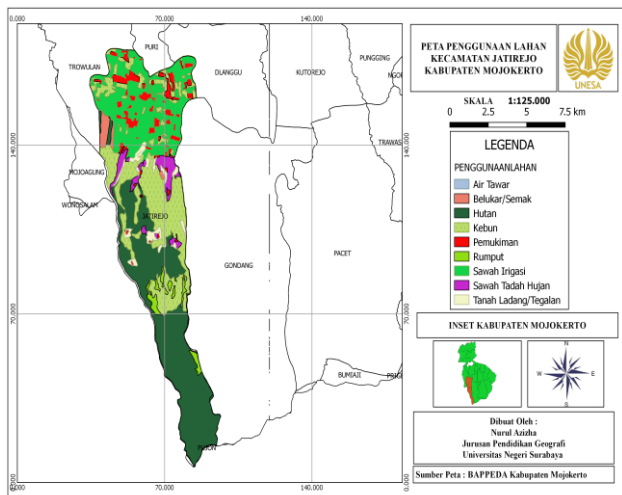 0.000
70.000
140.000
PURI
TROWULAN
DLANGGU
KUTOREJO
PUNGGING
140.000
TRAWAS
140.000
MOJOAGUNG
WONOSALAM
JATIREJO
GONDANG
PACET
70.000
70.000
BUMIAJI
0.000
70.000
140.000
PETA PENGGUNAAN LAHAN
KECAMATAN JATIREJO
KABUPATEN MOJOKERTO
UNESA
SKALA 1:125.000
0 2.5 5 7.5 km
LEGENDA
PENGGUNAANLAHAN
Air Tawar
Belukar/Semak
Hutan
Kebun
Pemukiman
Rumput
Sawah Irigasi
Sawah Tadah Hujan
Tanah Ladang/Tegalan
INSET KABUPATEN MOJOKERTO
N
W E
S
Dibuat Oleh :
Nurul Azizha
Jurusan Pendidikan Geografi
Universitas Negeri Surabaya
Sumber Peta : BAPPEDA Kabupaten Mojokerto